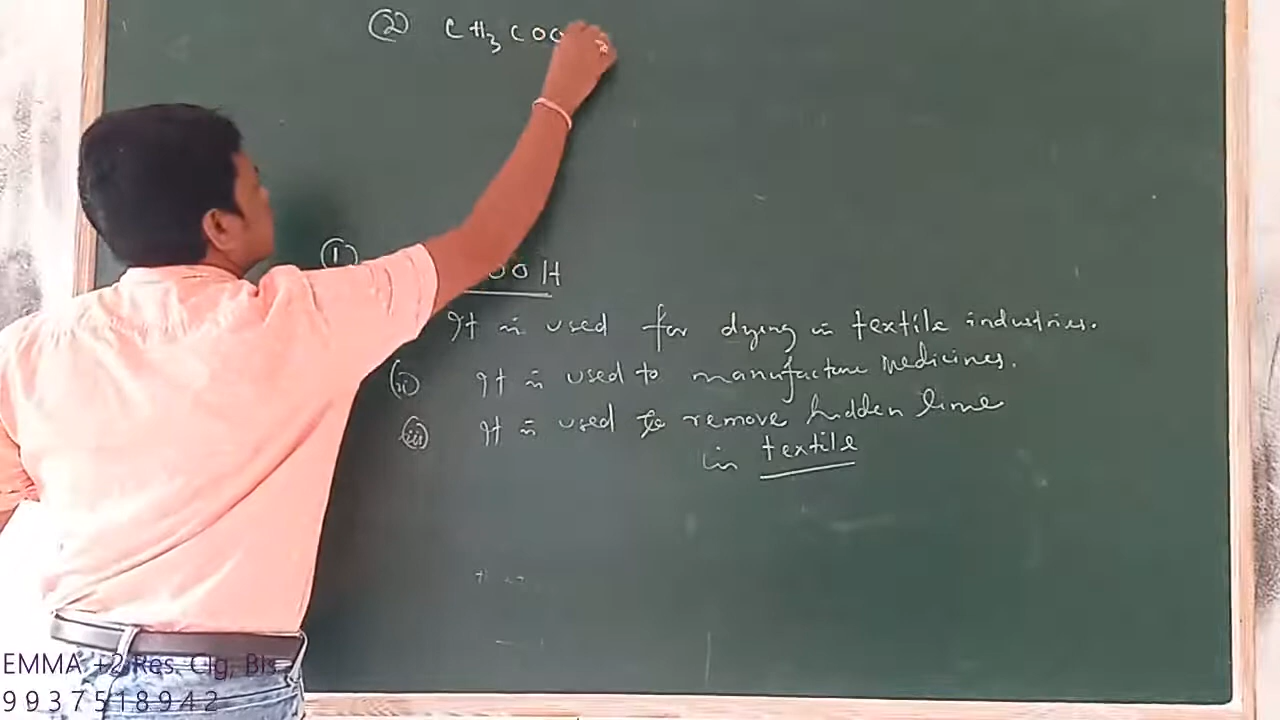 ② CH3COO
① OOH
It is used for dying in textile industries.
(ii) It is used to manufacture Medicines.
(iii) It is used to remove hidden lime
in textile
EMMA +2 Res. Clg, Bls
9937518942